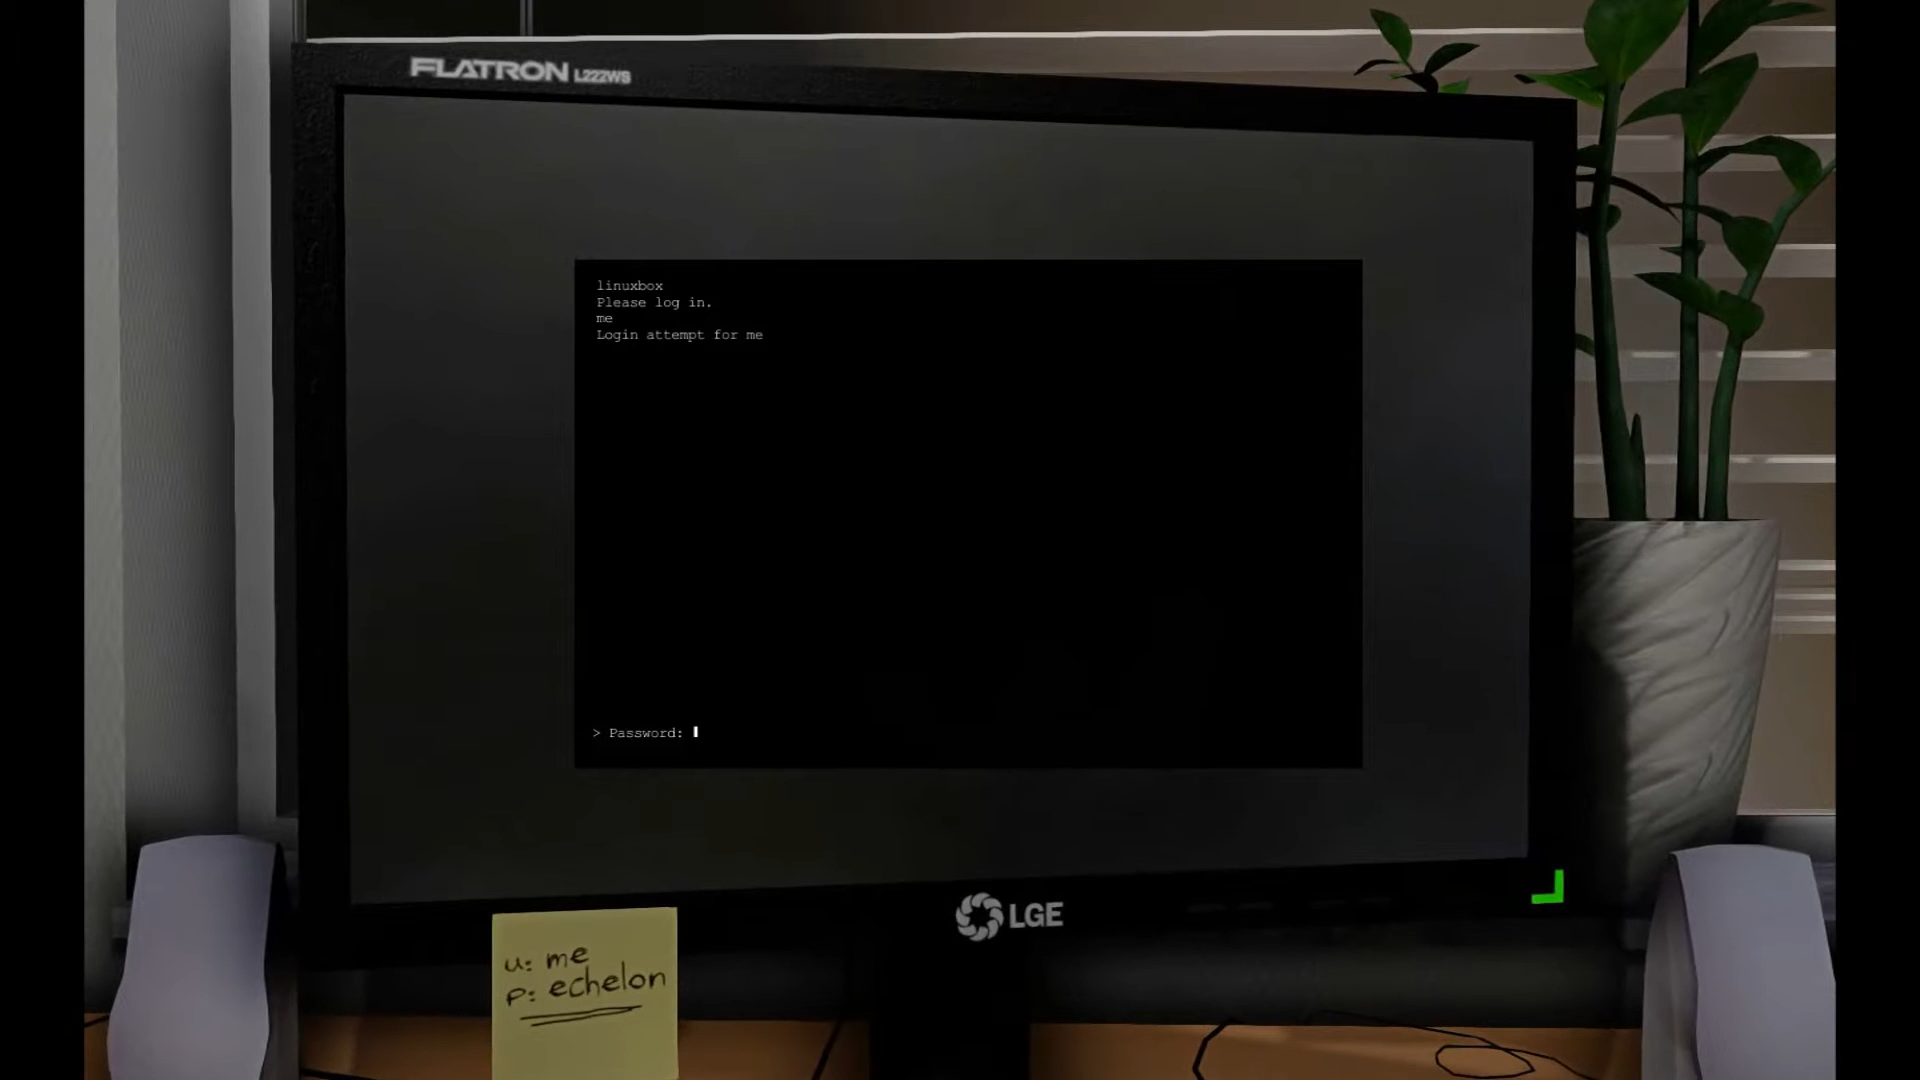 FLATRON L222WS
linuxbox
Please log in.
me
Login attempt for me
> Password:
LGE
u: me
p: echelon